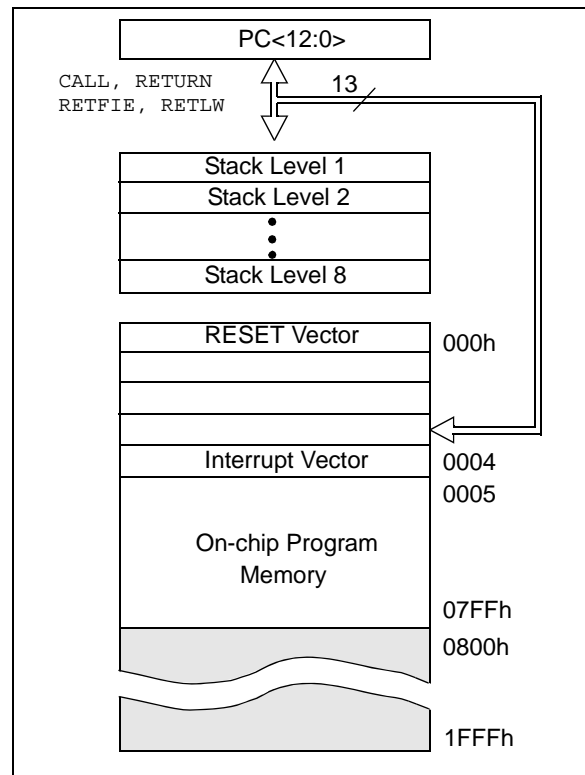 PC<12:0>
CALL, RETURN
RETFIE, RETLW
13
Stack Level 1
Stack Level 2
Stack Level 8
RESET Vector
000h
Interrupt Vector
0004
0005
On-chip Program
Memory
07FFh
0800h
1FFFh